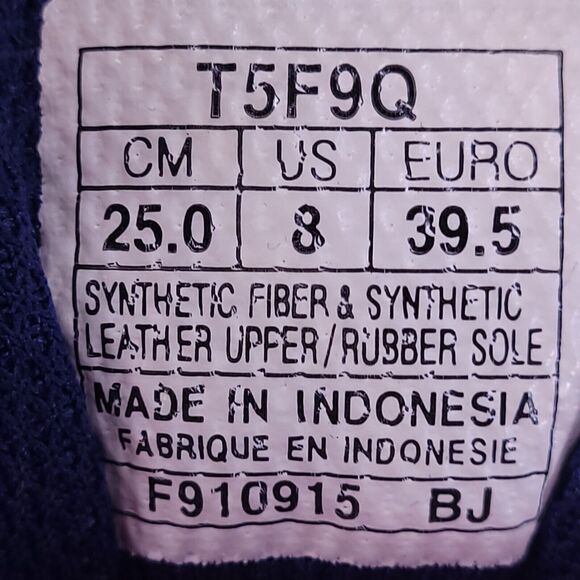 T5F9Q
CM US EURO
25.0 8 39.5
SYNTHETIC FIBER & SYNTHETIC
LEATHER UPPER/RUBBER SOLE
MADE IN INDONESIA
FABRIQUE EN INDONESIE
F910915 BJ